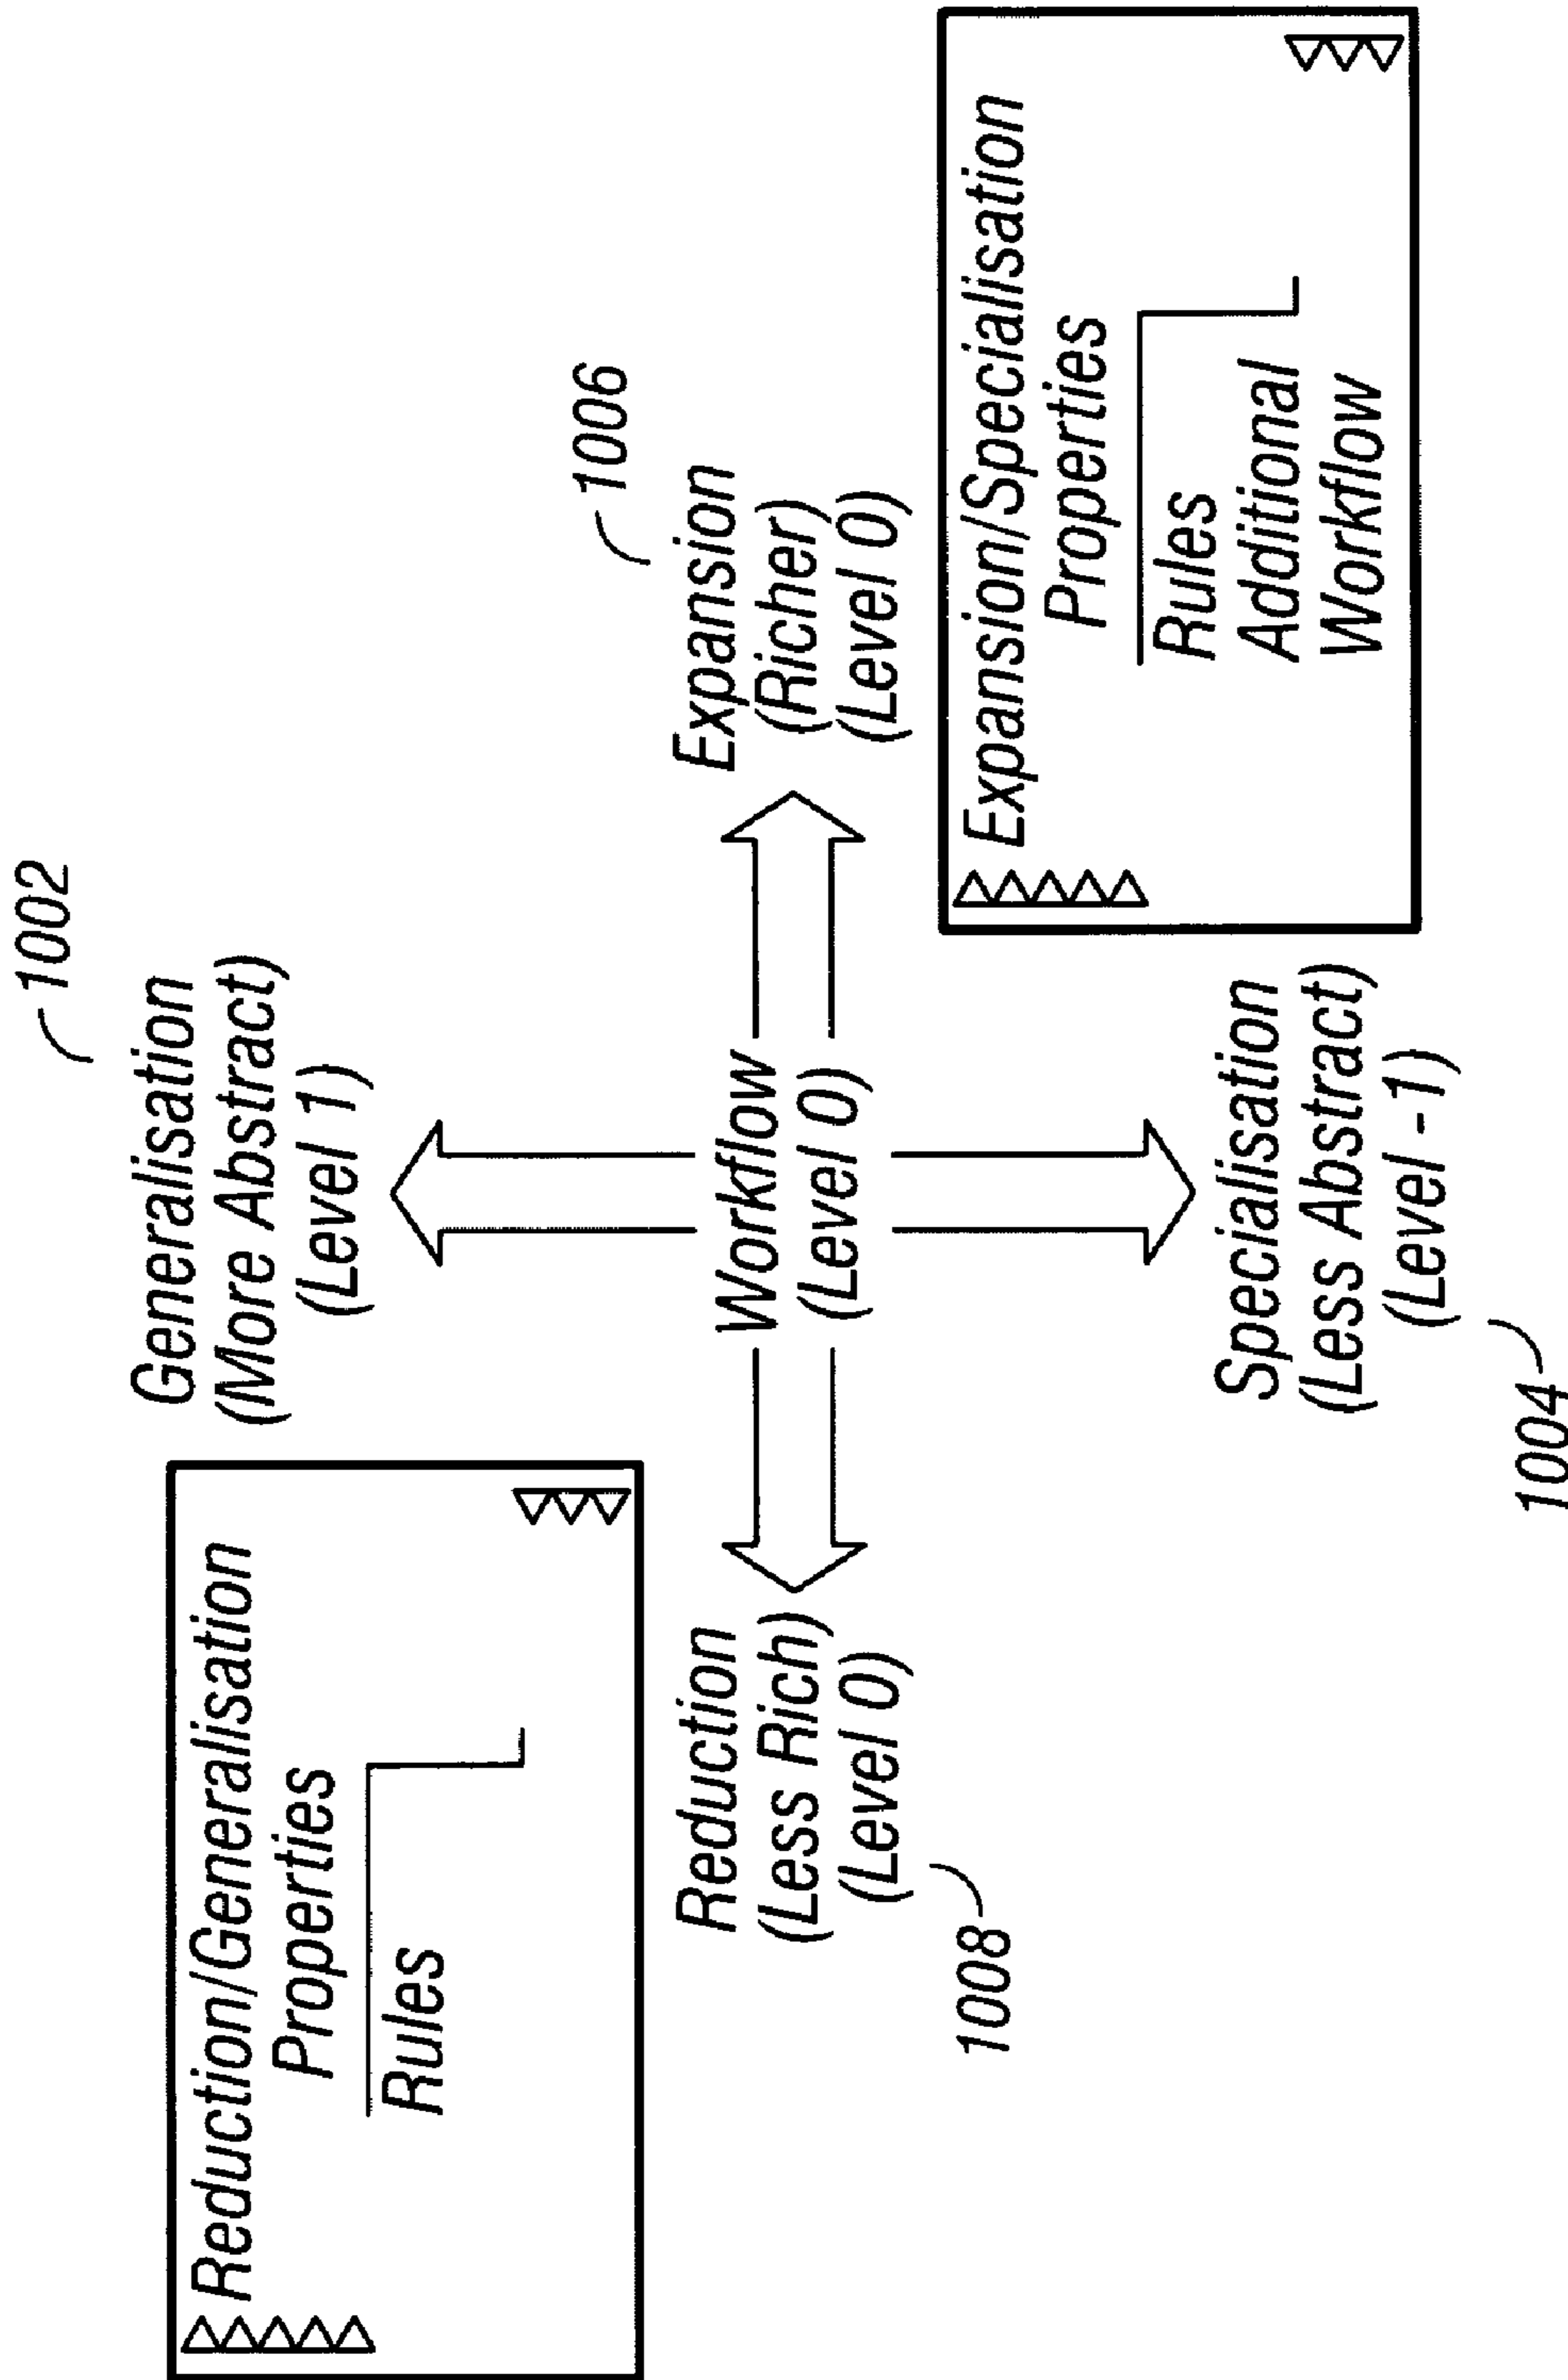 1002
Generalisation
(More Abstract)
(Level 1)
Reduction/Generalisation
Properties
Rules
1006
Expansion
(Richer)
(Level 0)
Workflow
(Level 0)
Reduction
(Less Rich)
(Level 0)
1008
Expansion/Specialisation
Properties
Rules
Additional
Workflow
Specialisation
(Less Abstract)
(Level -1)
1004